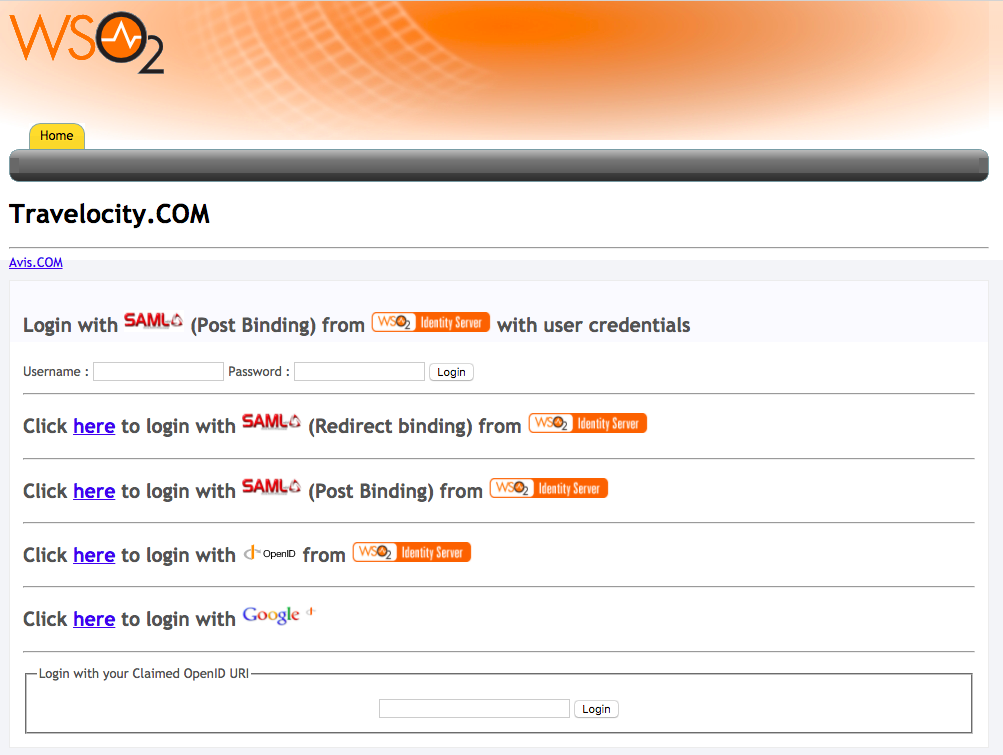 WSO2
Home
Travelocity.COM
Avis.COM
Login with SAML (Post Binding) from WSO2 Identity Server with user credentials
Username : Password : Login
Click here to login with SAML (Redirect binding) from WSO2 Identity Server
Click here to login with SAML (Post Binding) from WSO2 Identity Server
Click here to login with OpenID from WSO2 Identity Server
Click here to login with Google
Login with your Claimed OpenID URI
Login